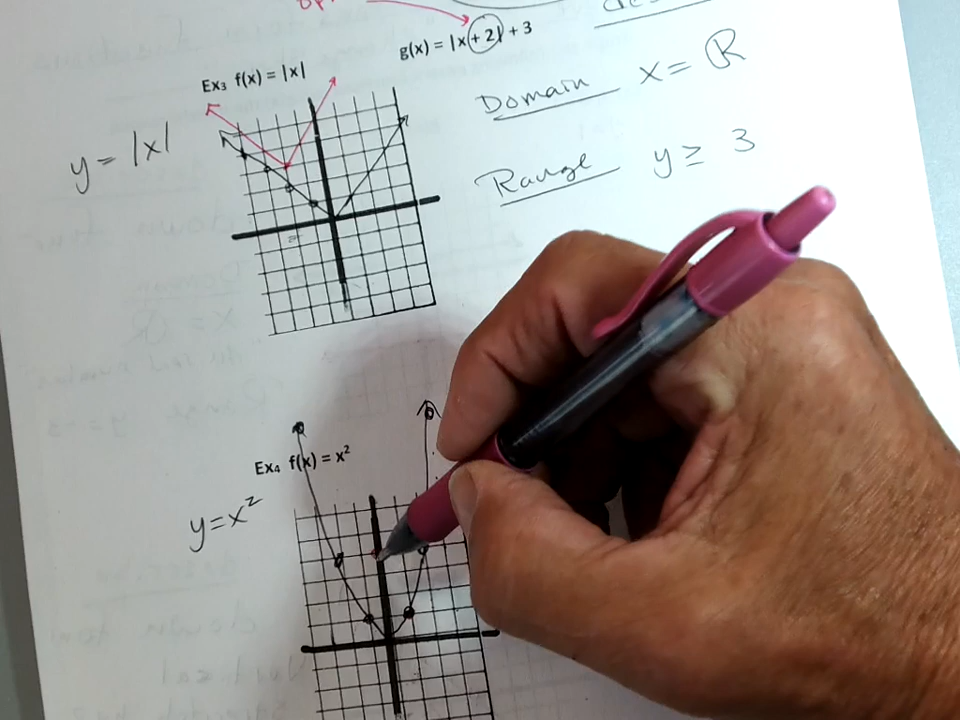 g(x) = |x + 2| + 3
Ex3 f(x) = |x|
Domain x = ℝ
y = |x|
Range y ≥ 3
Ex4 f(x) = x²
y = x²